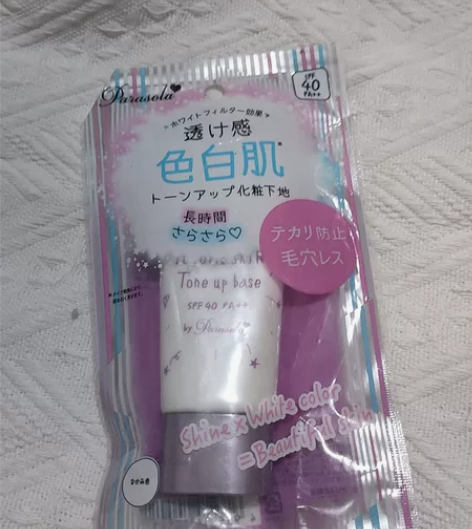 Parasola
SPF
40
PA++
ホワイトフィルター効果
透け感
色白肌*
トーンアップ化粧下地
長時間
さらさら♡
テカリ防止
毛穴レス
Tone up base
SPF40 PA++
by Parasola
Shine×White color
=Beautiful skin